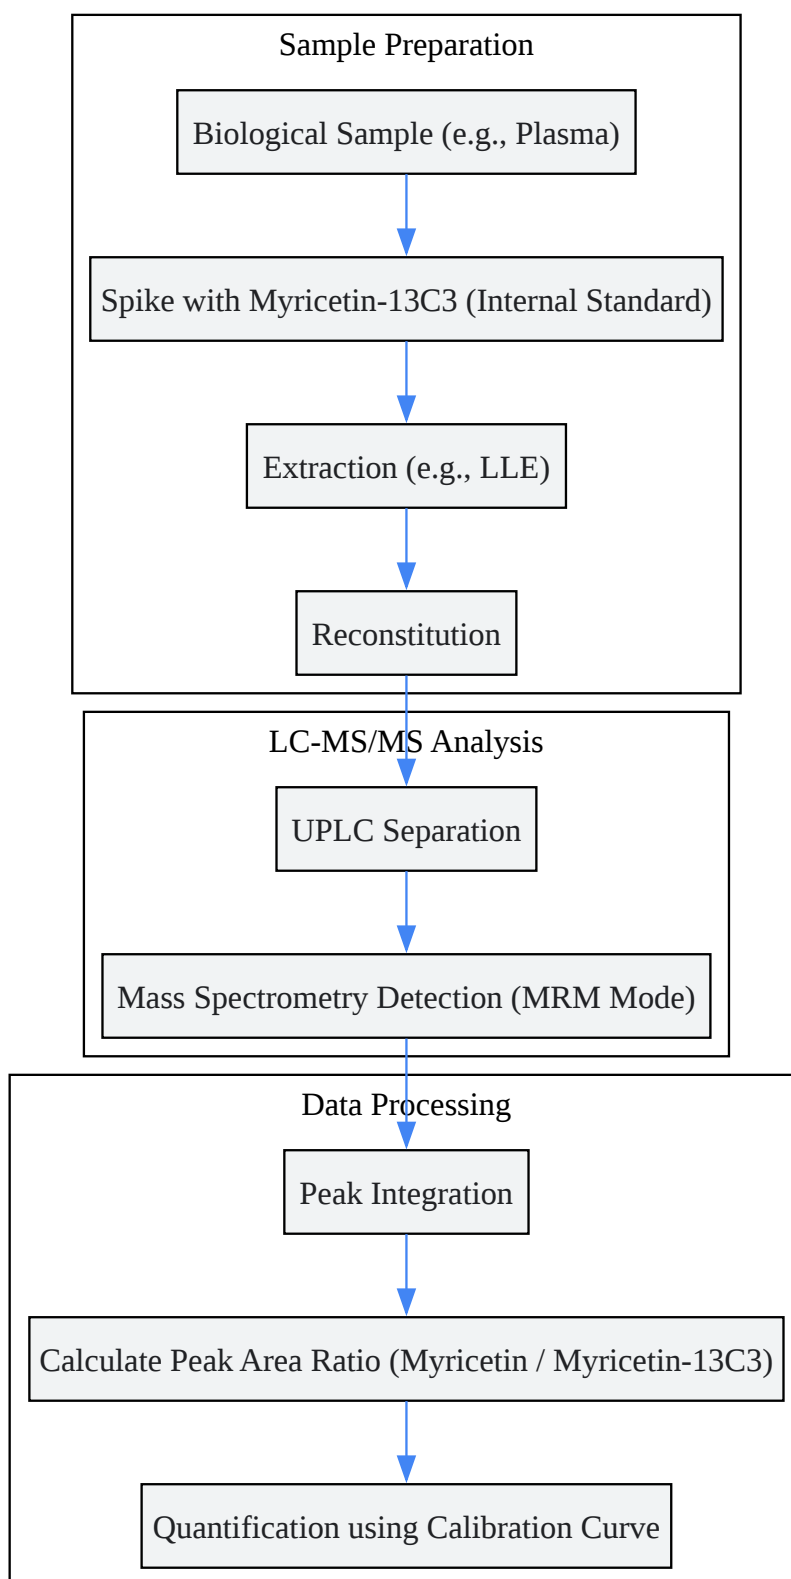 Sample Preparation
Biological Sample (e.g., Plasma)
Spike with Myricetin-13C3 (Internal Standard)
Extraction (e.g., LLE)
Reconstitution
LC-MS/MS Analysis
UPLC Separation
Mass Spectrometry Detection (MRM Mode)
Data Processing
Peak Integration
Calculate Peak Area Ratio (Myricetin / Myricetin-13C3)
Quantification using Calibration Curve